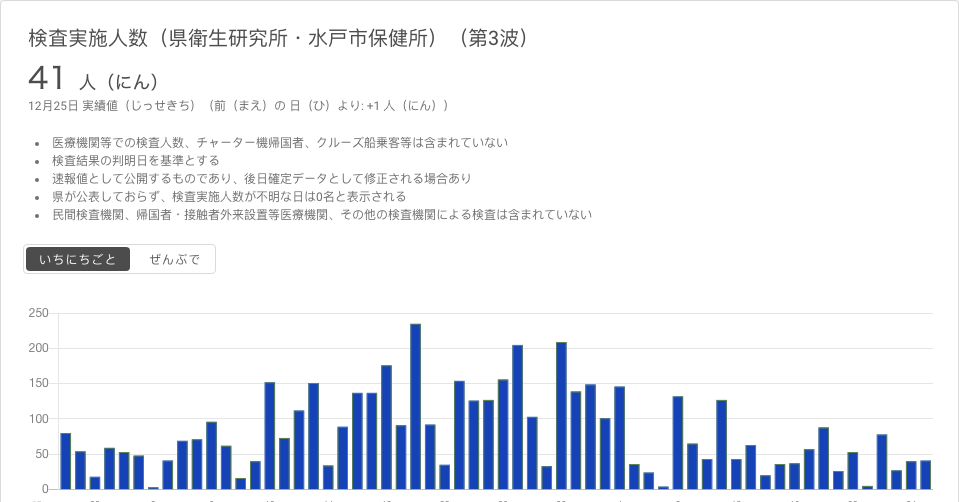 検査実施人数（県衛生研究所・水戸市保健所）（第3波）
41 人（にん）
12月25日 実績値（じっせきち）（前（まえ）の 日（ひ）より: +1 人（にん））
医療機関等での検査人数、チャーター機帰国者、クルーズ船乗客等は含まれていない
検査結果の判明日を基準とする
速報値として公開するものであり、後日確定データとして修正される場合あり
県が公表しておらず、検査実施人数が不明な日は0名と表示される
民間検査機関、帰国者・接触者外来設置等医療機関、その他の検査機関による検査は含まれていない
いちにちごと ぜんぶで
250
200
150
100
50
0